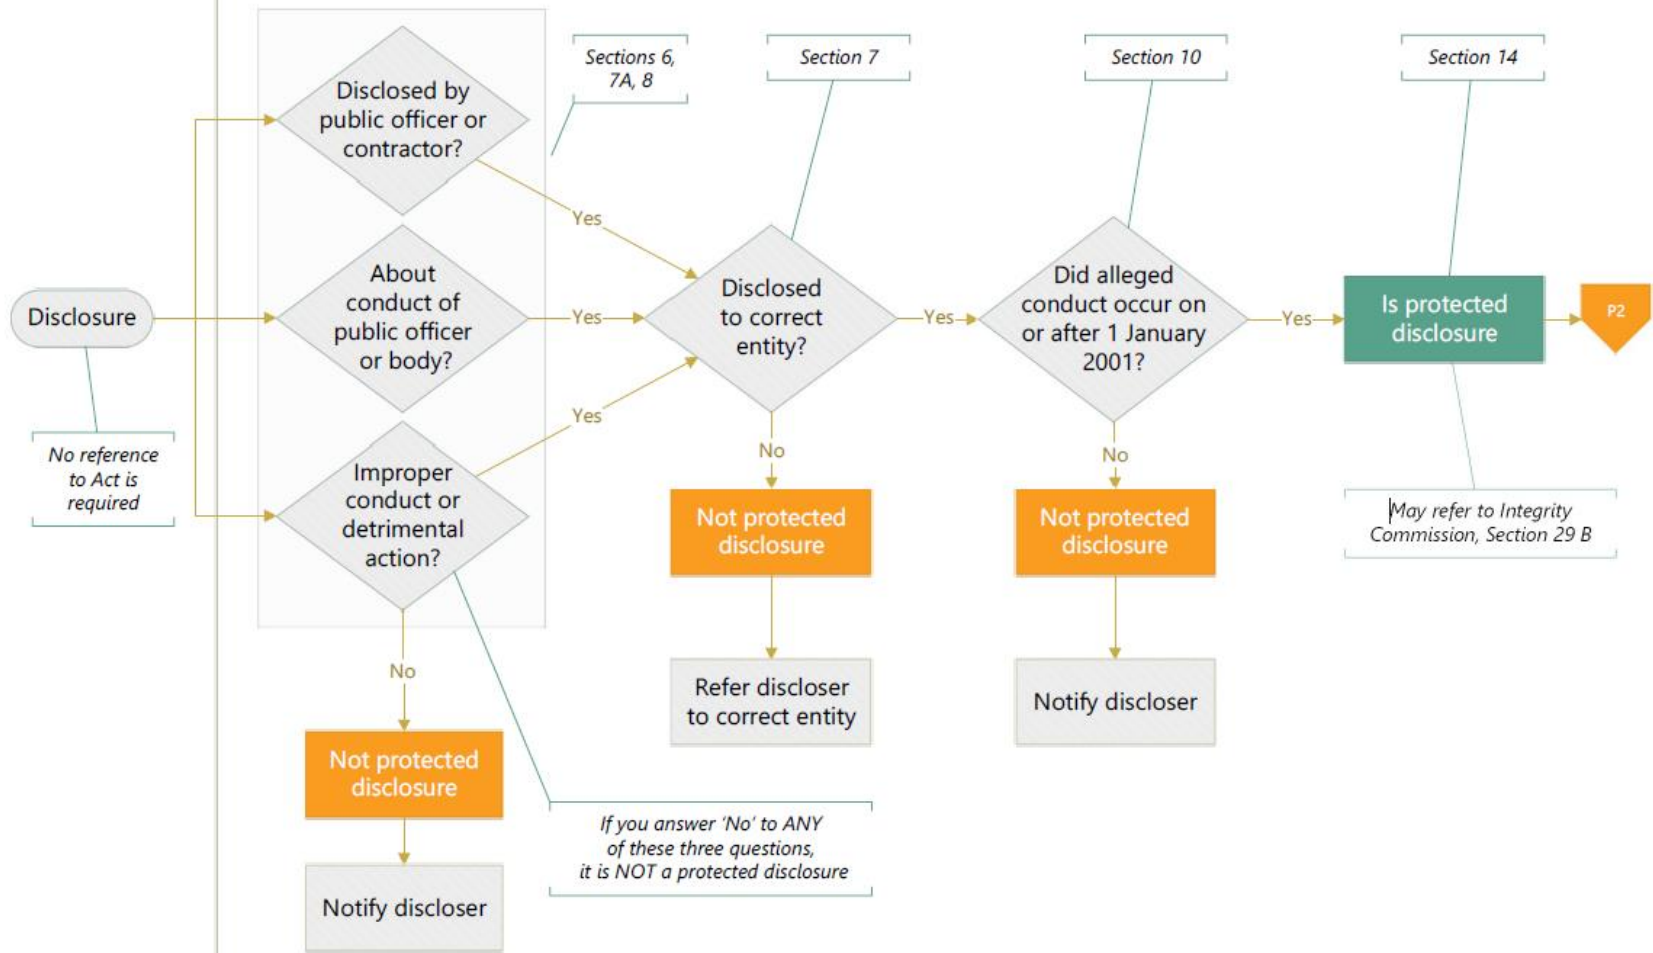 Disclosure
No reference
to Act is
required
Disclosed by
public officer or
contractor?
About
conduct of
public officer
or body?
Improper
conduct or
detrimental
action?
Sections 6,
7A, 8
Yes
Yes
Yes
No
Not protected
disclosure
Notify discloser
If you answer 'No' to ANY
of these three questions,
it is NOT a protected disclosure
Section 7
Disclosed
to correct
entity?
Yes
No
Not protected
disclosure
Refer discloser
to correct entity
Section 10
Did alleged
conduct occur on
or after 1 January
2001?
Yes
No
Not protected
disclosure
Notify discloser
Section 14
Is protected
disclosure
P2
May refer to Integrity
Commission, Section 29 B